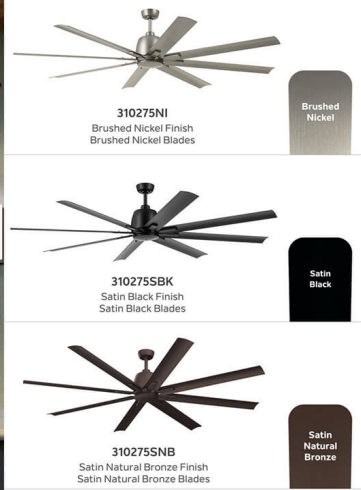 310275NI
Brushed Nickel Finish
Brushed Nickel Blades
Brushed
Nickel
310275SBK
Satin Black Finish
Satin Black Blades
Satin
Black
310275SNB
Satin Natural Bronze Finish
Satin Natural Bronze Blades
Satin
Natural
Bronze